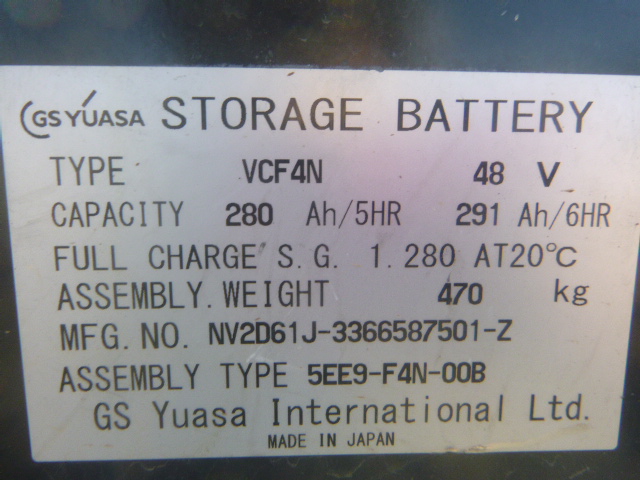 GS YUASA STORAGE BATTERY
TYPE VCF4N 48 V
CAPACITY 280 Ah/5HR 291 Ah/6HR
FULL CHARGE S.G. 1.280 AT20℃
ASSEMBLY.WEIGHT 470 kg
MFG.NO. NV2D61J-3366587501-Z
ASSEMBLY TYPE 5EE9-F4N-00B
GS Yuasa International Ltd.
MADE IN JAPAN